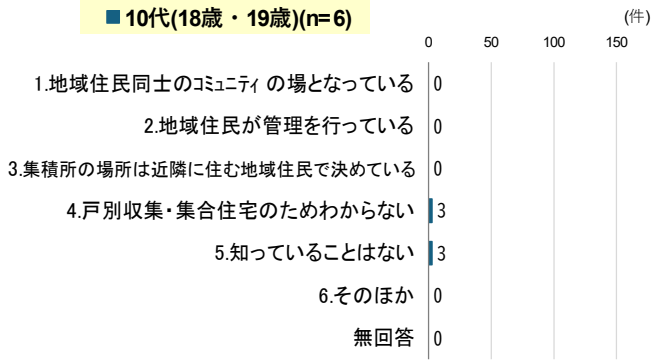 ■10代(18歳・19歳)(n=6)
(件)
0 50 100 150
1.地域住民同士のｺﾐｭﾆﾃｨの場となっている 0
2.地域住民が管理を行っている 0
3.集積所の場所は近隣に住む地域住民で決めている 0
4.戸別収集・集合住宅のためわからない 3
5.知っていることはない 3
6.そのほか 0
無回答 0